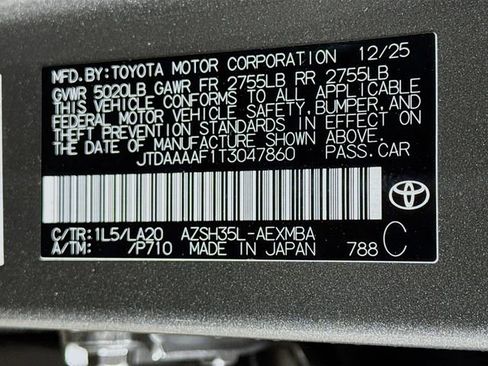 MFD.BY:TOYOTA MOTOR CORPORATION 12/25
GVWR 5020LB GAWR FR 2755LB RR 2755LB
THIS VEHICLE CONFORMS TO ALL APPLICABLE
FEDERAL MOTOR VEHICLE SAFETY,BUMPER,AND
THEFT PREVENTION STANDARDS IN EFFECT ON
THE DATE OF MANUFACTURE SHOWN ABOVE.
JTDAAAAF1T3047860 PASS.CAR
C/TR:1L5/LA20 AZSH35L-AEXMBA
A/TM: /P710 MADE IN JAPAN 788 C